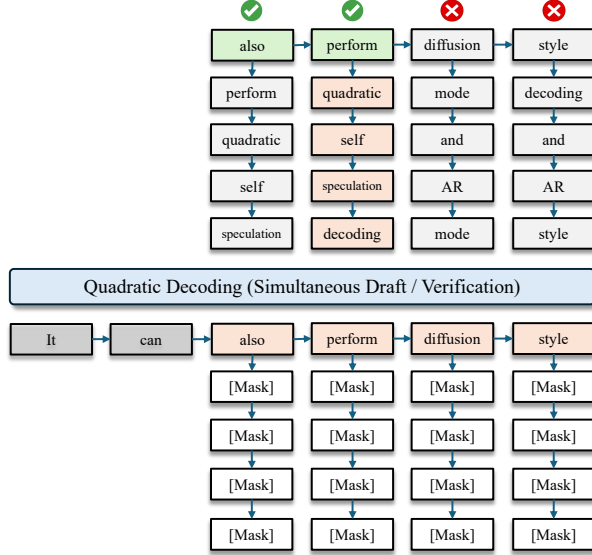 also perform diffusion style
perform quadratic mode decoding
quadratic self and and
self speculation AR AR
speculation decoding mode style
Quadratic Decoding (Simultaneous Draft / Verification)
It can also perform diffusion style
[Mask] [Mask] [Mask] [Mask]
[Mask] [Mask] [Mask] [Mask]
[Mask] [Mask] [Mask] [Mask]
[Mask] [Mask] [Mask] [Mask]